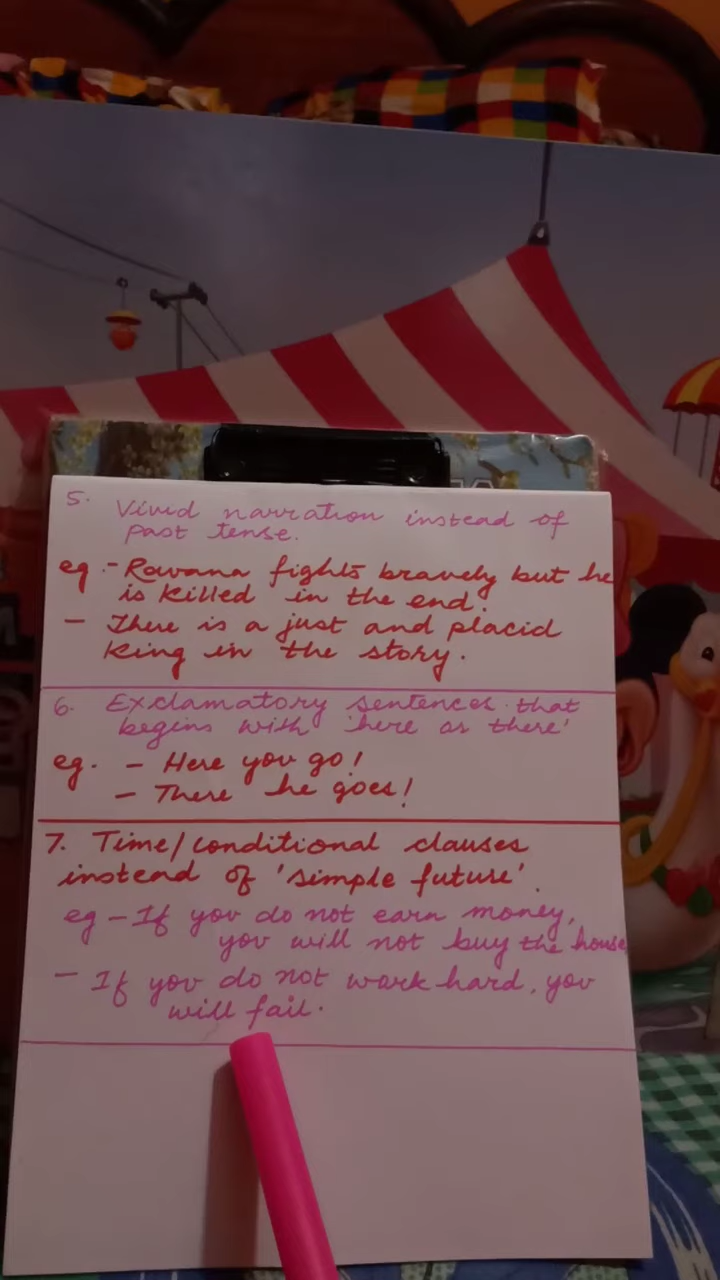 5. Vivid narration instead of
past tense.
eg :- Ravana fights bravely but he
is killed in the end.
- There is a just and placid
king in the story.
6. Exclamatory sentences that
begins with 'here or there'
eg. - Here you go!
- There he goes!
7. Time/conditional clauses
instead of 'simple future'.
eg - If you do not earn money,
you will not buy the house
- If you do not work hard, you
will fail.